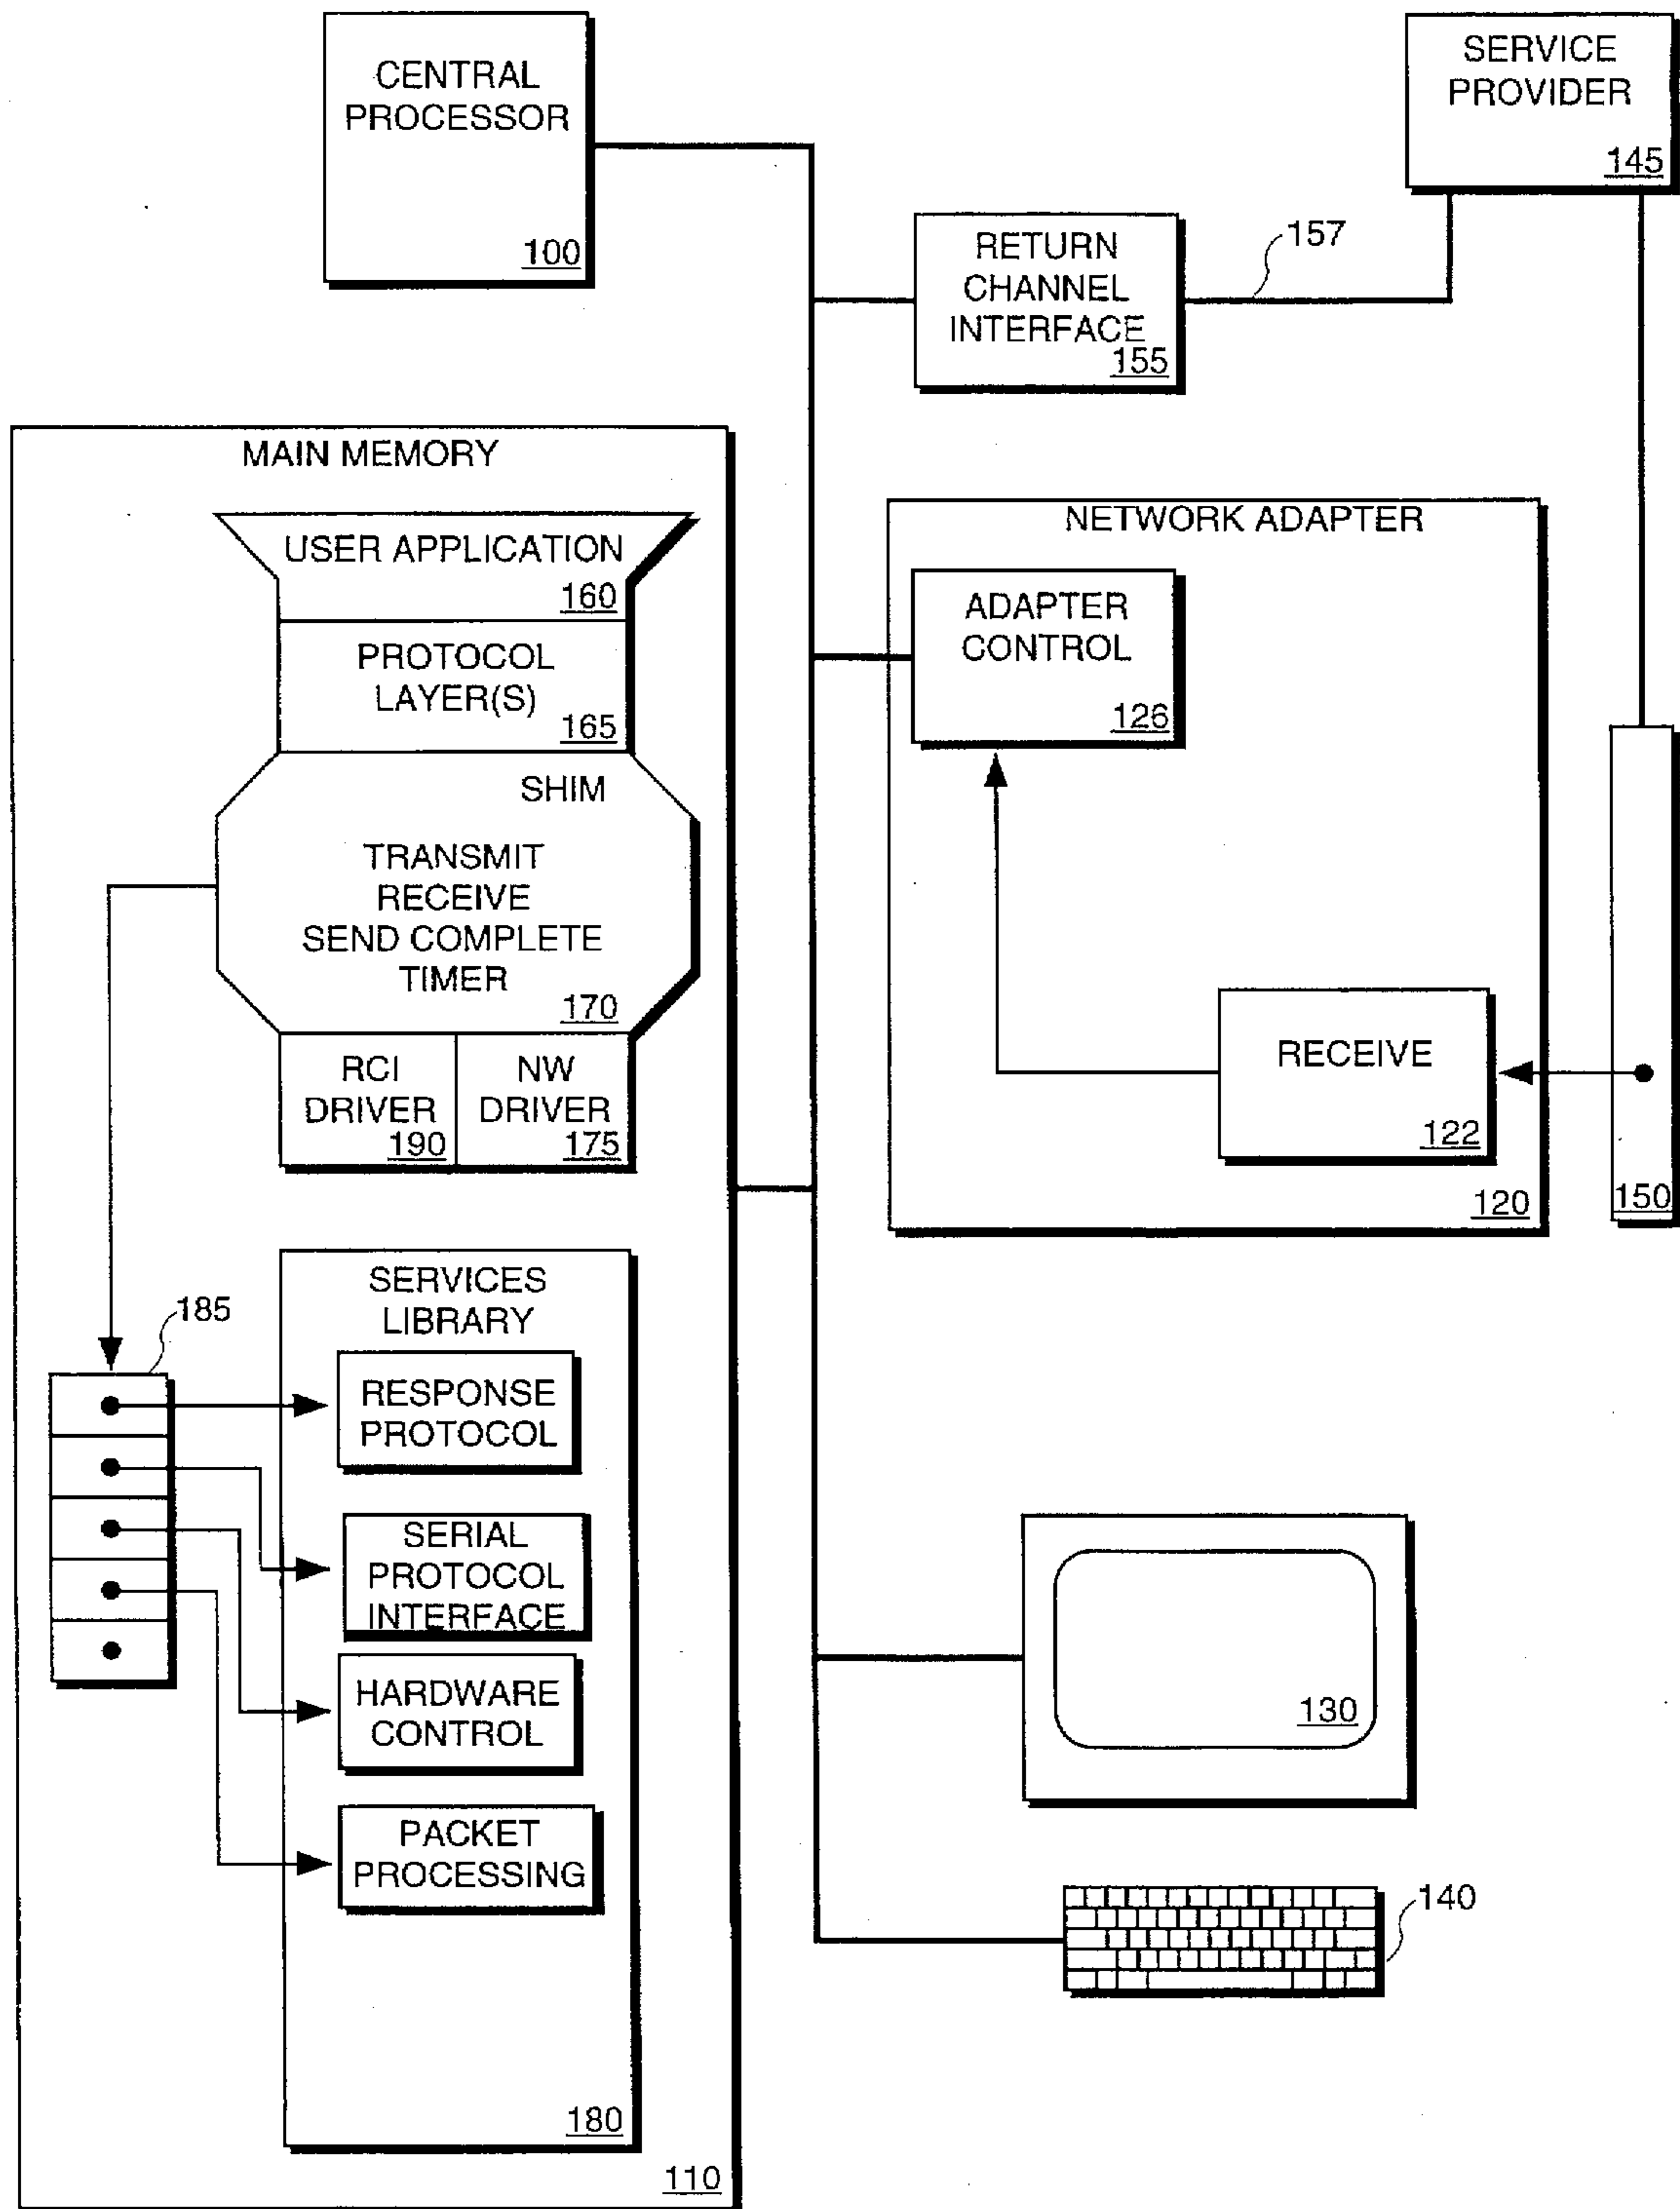 CENTRAL
PROCESSOR
100
SERVICE
PROVIDER
145
RETURN
CHANNEL
INTERFACE
155
157
MAIN MEMORY
USER APPLICATION
160
PROTOCOL
LAYER(S)
165
SHIM
TRANSMIT
RECEIVE
SEND COMPLETE
TIMER
170
RCI
DRIVER
190
NW
DRIVER
175
NETWORK ADAPTER
ADAPTER
CONTROL
126
RECEIVE
122
120
150
185
SERVICES
LIBRARY
RESPONSE
PROTOCOL
SERIAL
PROTOCOL
INTERFACE
HARDWARE
CONTROL
PACKET
PROCESSING
180
110
130
140